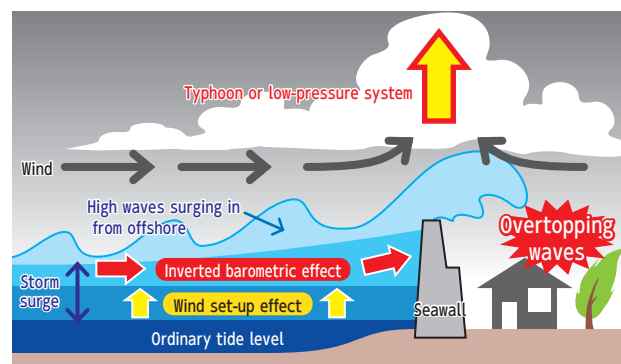 Typhoon or low-pressure system
Wind
High waves surging in
from offshore
Overtopping
waves
Inverted barometric effect
Storm
surge
Wind set-up effect
Seawall
Ordinary tide level